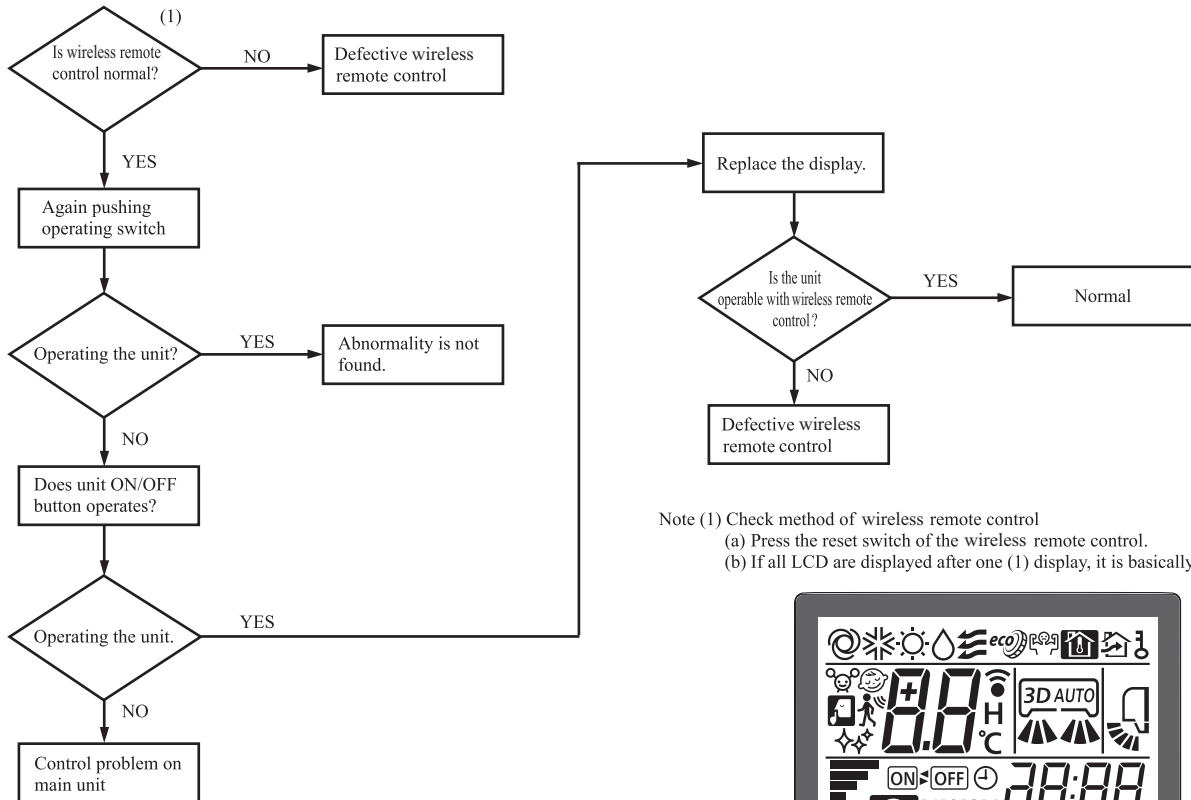 (1)
Is wireless remote
control normal?
NO
Defective wireless
remote control
YES
Again pushing
operating switch
Operating the unit?
YES
Abnormality is not
found.
NO
Does unit ON/OFF
button operates?
Operating the unit.
YES
NO
Control problem on
main unit
Replace the display.
Is the unit
operable with wireless remote
control ?
YES
Normal
NO
Defective wireless
remote control
Note (1) Check method of wireless remote control
(a) Press the reset switch of the wireless remote control.
(b) If all LCD are displayed after one (1) display, it is basically
eco
8.8
H
°C
3D AUTO
ON OFF